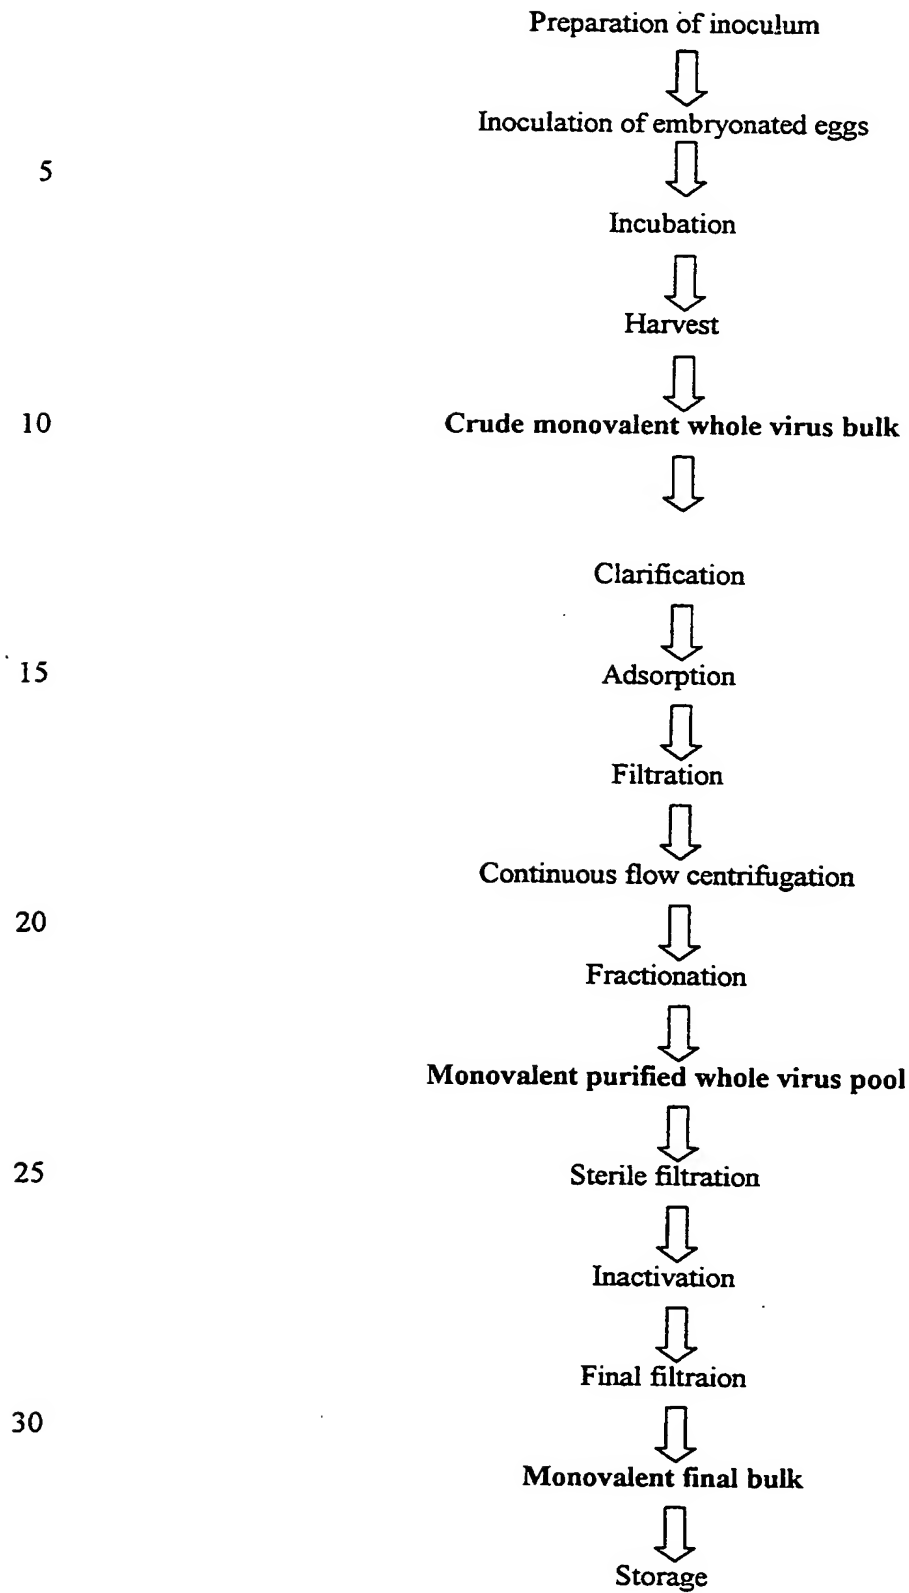 Preparation of inoculum
Inoculation of embryonated eggs
5
Incubation
Harvest
10
Crude monovalent whole virus bulk
Clarification
15
Adsorption
Filtration
Continuous flow centrifugation
20
Fractionation
Monovalent purified whole virus pool
25
Sterile filtration
Inactivation
Final filtraion
30
Monovalent final bulk
Storage